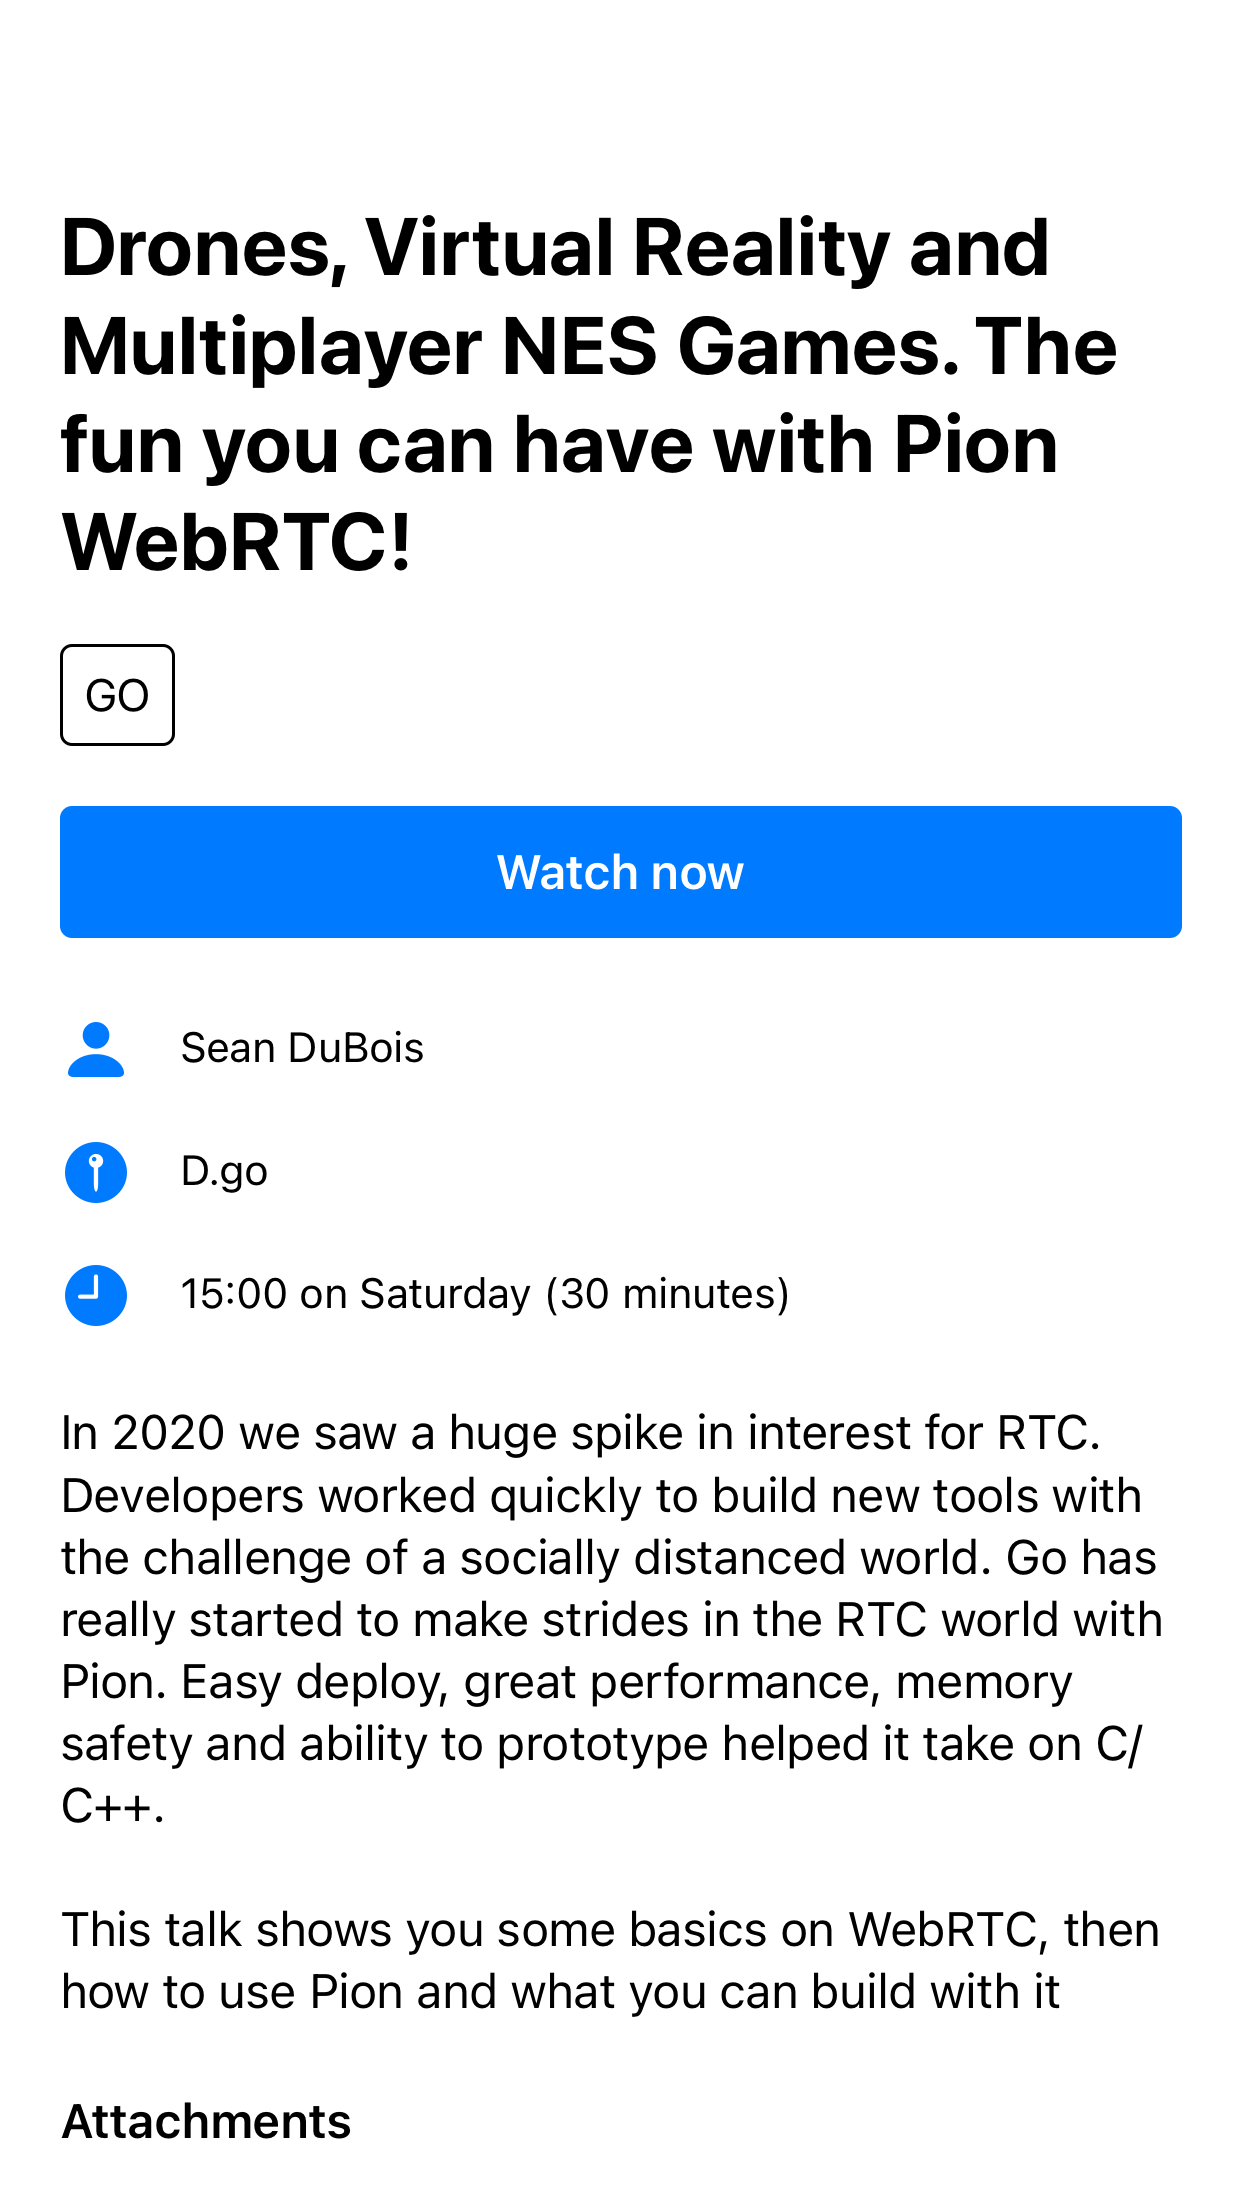 Drones, Virtual Reality and
Multiplayer NES Games. The
fun you can have with Pion
WebRTC!
GO
Watch now
Sean DuBois
D.go
15:00 on Saturday (30 minutes)
In 2020 we saw a huge spike in interest for RTC.
Developers worked quickly to build new tools with
the challenge of a socially distanced world. Go has
really started to make strides in the RTC world with
Pion. Easy deploy, great performance, memory
safety and ability to prototype helped it take on C/
C++.
This talk shows you some basics on WebRTC, then
how to use Pion and what you can build with it
Attachments